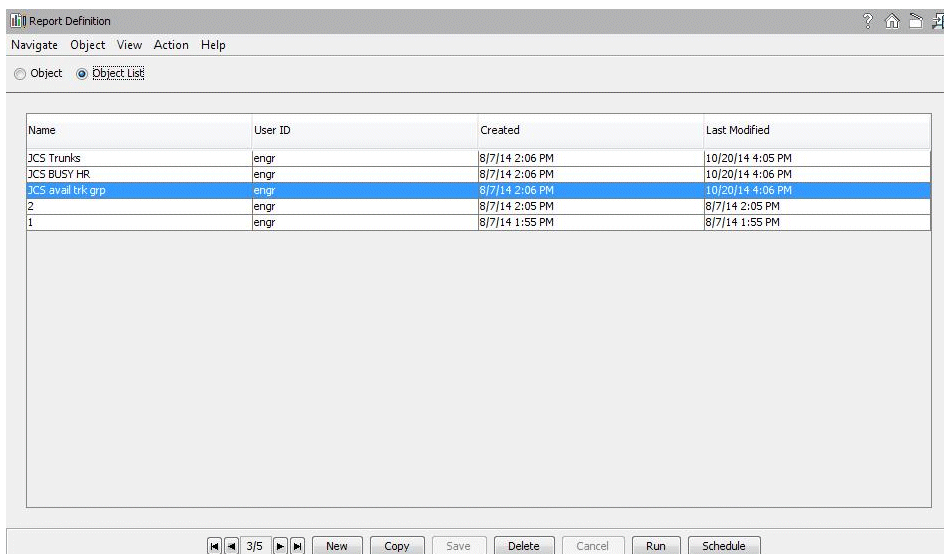 Report Definition ?
Navigate Object View Action Help
Object Object List
Name User ID Created Last Modified
JCS Trunks engr 8/7/14 2:06 PM 10/20/14 4:05 PM
JCS BUSY HR engr 8/7/14 2:06 PM 10/20/14 4:06 PM
JCS avail trk grp engr 8/7/14 2:06 PM 10/20/14 4:06 PM
2 engr 8/7/14 2:05 PM 8/7/14 2:05 PM
1 engr 8/7/14 1:55 PM 8/7/14 1:55 PM
3/5 New Copy Save Delete Cancel Run Schedule